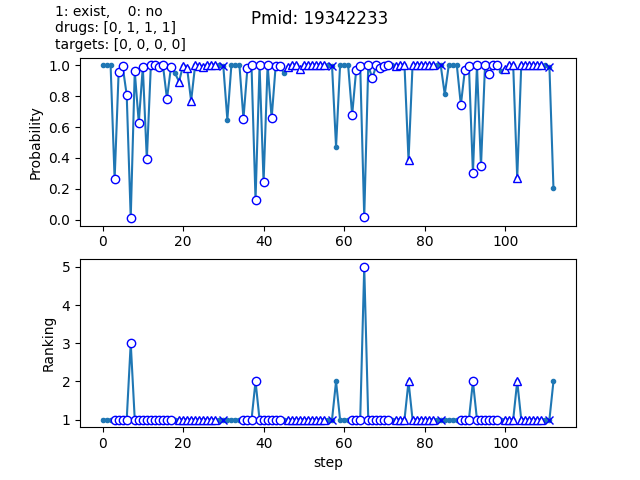 1: exist,    0: no
drugs: [0, 1, 1, 1]
targets: [0, 0, 0, 0]
Pmid: 19342233
Probability
1.0
0.8
0.6
0.4
0.2
0.0
0 20 40 60 80 100
Ranking
5
4
3
2
1
0 20 40 60 80 100
step